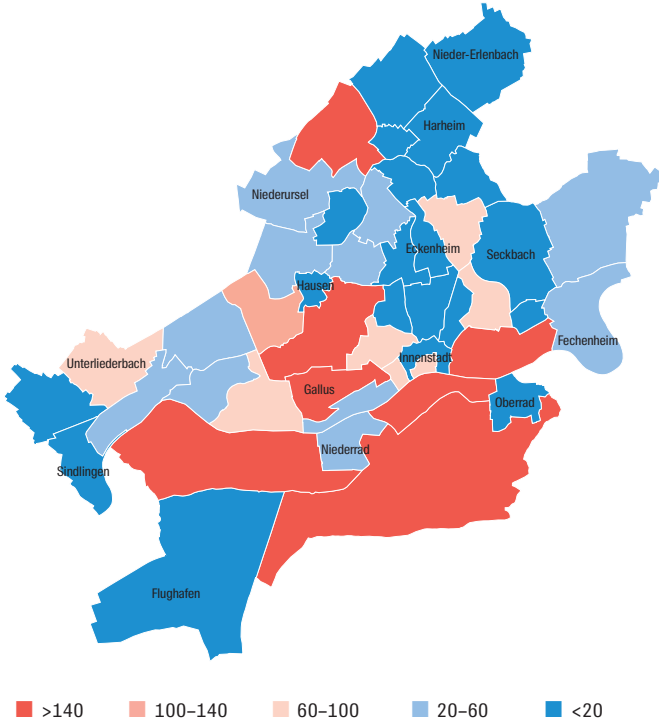 Nieder-Erlenbach
Harheim
Niederursel
Eckenheim
Seckbach
Hausen
Fechenheim
Innenstadt
Unterliederbach
Gallus
Oberrad
Niederrad
Sindlingen
Flughafen
>140 100–140 60–100 20–60 <20